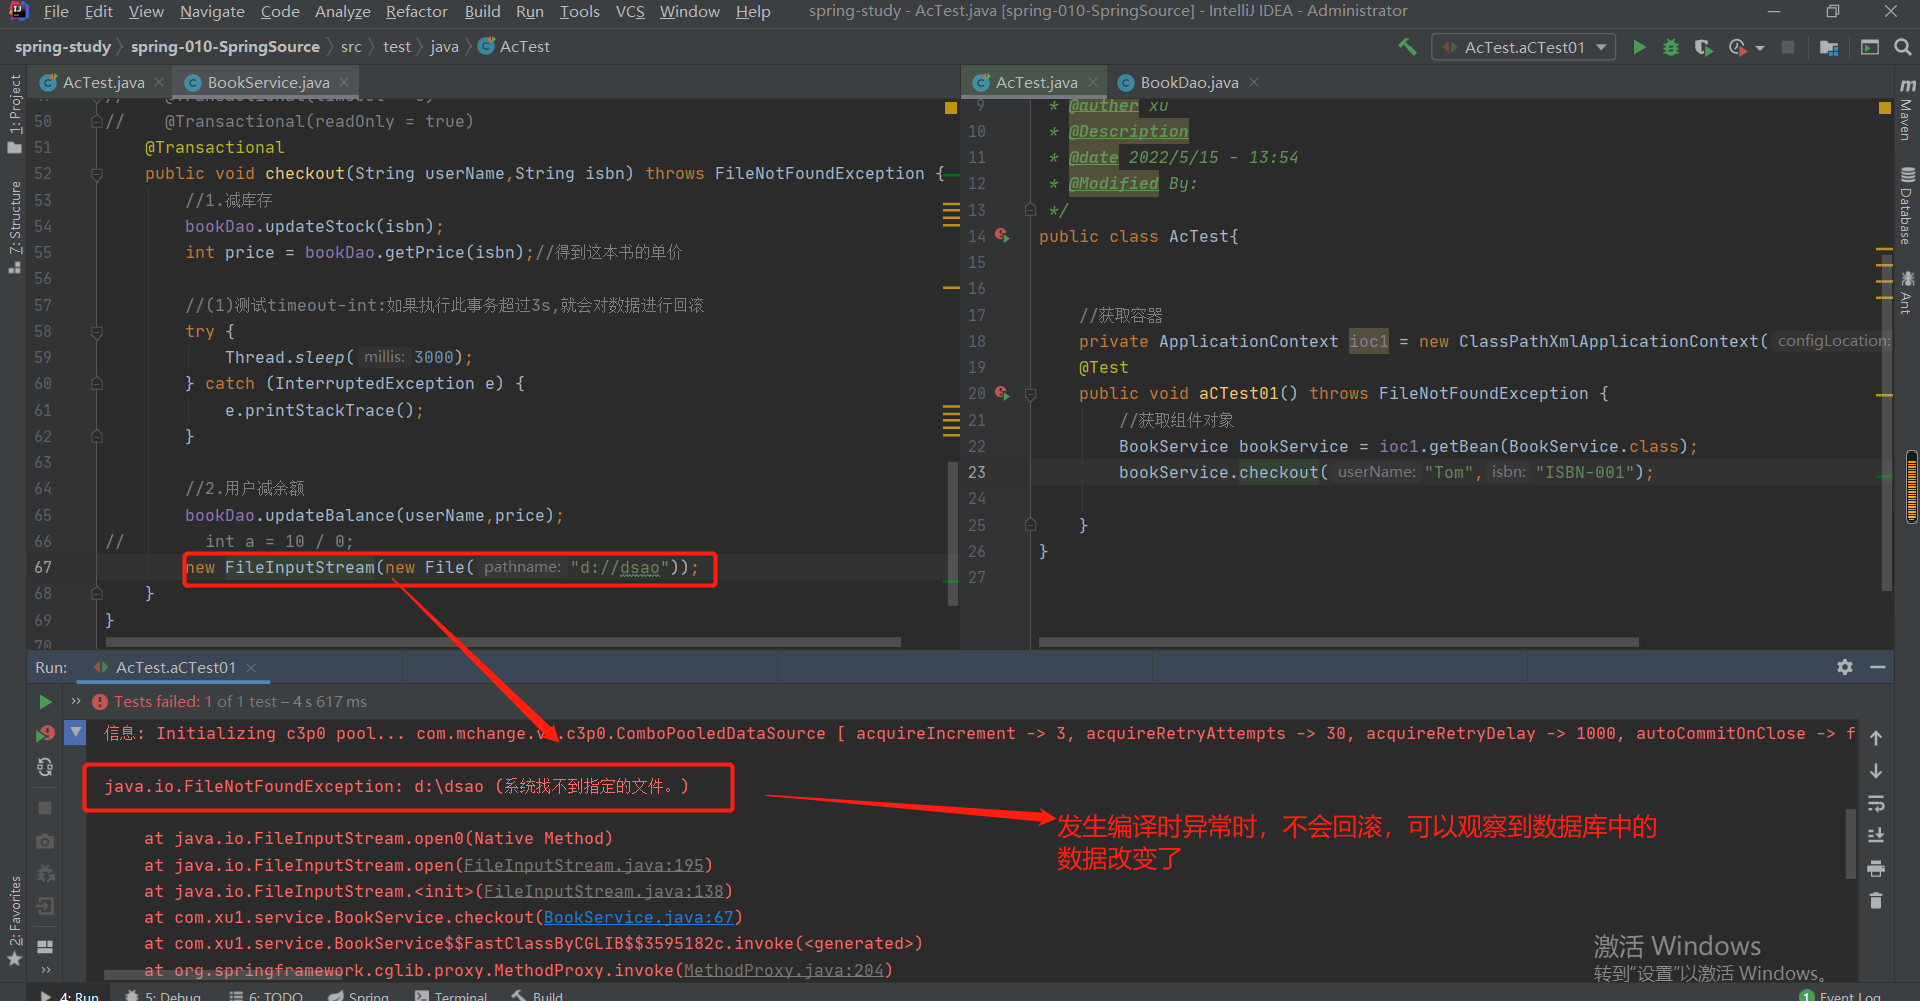 File Edit View Navigate Code Analyze Refactor Build Run Tools VCS Window Help spring-study - AcTest.java [spring-010-SpringSource] - IntelliJ IDEA - Administrator
spring-study spring-010-SpringSource src test java AcTest
AcTest.aCTest01
AcTest.java BookService.java
50 // @Transactional(readOnly = true)
51 @Transactional
52 public void checkout(String userName,String isbn) throws FileNotFoundException {
53 //1.减库存
54 bookDao.updateStock(isbn);
55 int price = bookDao.getPrice(isbn);//得到这本书的单价
56
57 //(1)测试timeout-int:如果执行此事务超过3s,就会对数据进行回滚
58 try {
59 Thread.sleep( millis: 3000);
60 } catch (InterruptedException e) {
61 e.printStackTrace();
62 }
63
64 //2.用户减余额
65 bookDao.updateBalance(userName,price);
66 // int a = 10 / 0;
67 new FileInputStream(new File( pathname: "d://dsao"));
68 }
69 }
70
AcTest.java BookDao.java
9 * @auther xu
10 * @Description
11 * @date 2022/5/15 - 13:54
12 * @Modified By:
13 */
14 public class AcTest{
15
16
17 //获取容器
18 private ApplicationContext ioc1 = new ClassPathXmlApplicationContext( configLocation:
19 @Test
20 public void aCTest01() throws FileNotFoundException {
21 //获取组件对象
22 BookService bookService = ioc1.getBean(BookService.class);
23 bookService.checkout( userName: "Tom", isbn: "ISBN-001");
24
25 }
26 }
27
1: Project
7: Structure
2: Favorites
Maven
Database
Ant
Run: AcTest.aCTest01
Tests failed: 1 of 1 test – 4 s 617 ms
信息: Initializing c3p0 pool... com.mchange.v2.c3p0.ComboPooledDataSource [ acquireIncrement -> 3, acquireRetryAttempts -> 30, acquireRetryDelay -> 1000, autoCommitOnClose -> f
java.io.FileNotFoundException: d:\dsao (系统找不到指定的文件。)
at java.io.FileInputStream.open0(Native Method)
at java.io.FileInputStream.open(FileInputStream.java:195)
at java.io.FileInputStream.<init>(FileInputStream.java:138)
at com.xu1.service.BookService.checkout(BookService.java:67)
at com.xu1.service.BookService$$FastClassByCGLIB$$3595182c.invoke(<generated>)
at org.springframework.cglib.proxy.MethodProxy.invoke(MethodProxy.java:204)
发生编译时异常时，不会回滚，可以观察到数据库中的
数据改变了
激活 Windows
转到“设置”以激活 Windows。
4: Run 5: Debug 6: TODO Spring Terminal Build 1 Event Log